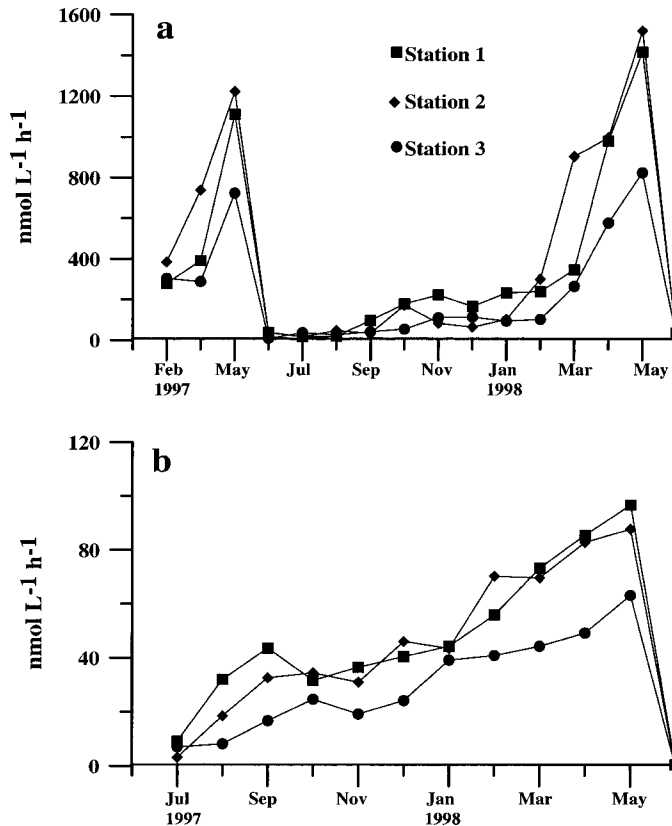 a
1600
1200
800
400
0
nmol L-1 h-1
Station 1
Station 2
Station 3
Feb May Jul Sep Nov Jan Mar May
1997 1998
b
120
80
40
0
nmol L-1 h-1
Jul Sep Nov Jan Mar May
1997 1998